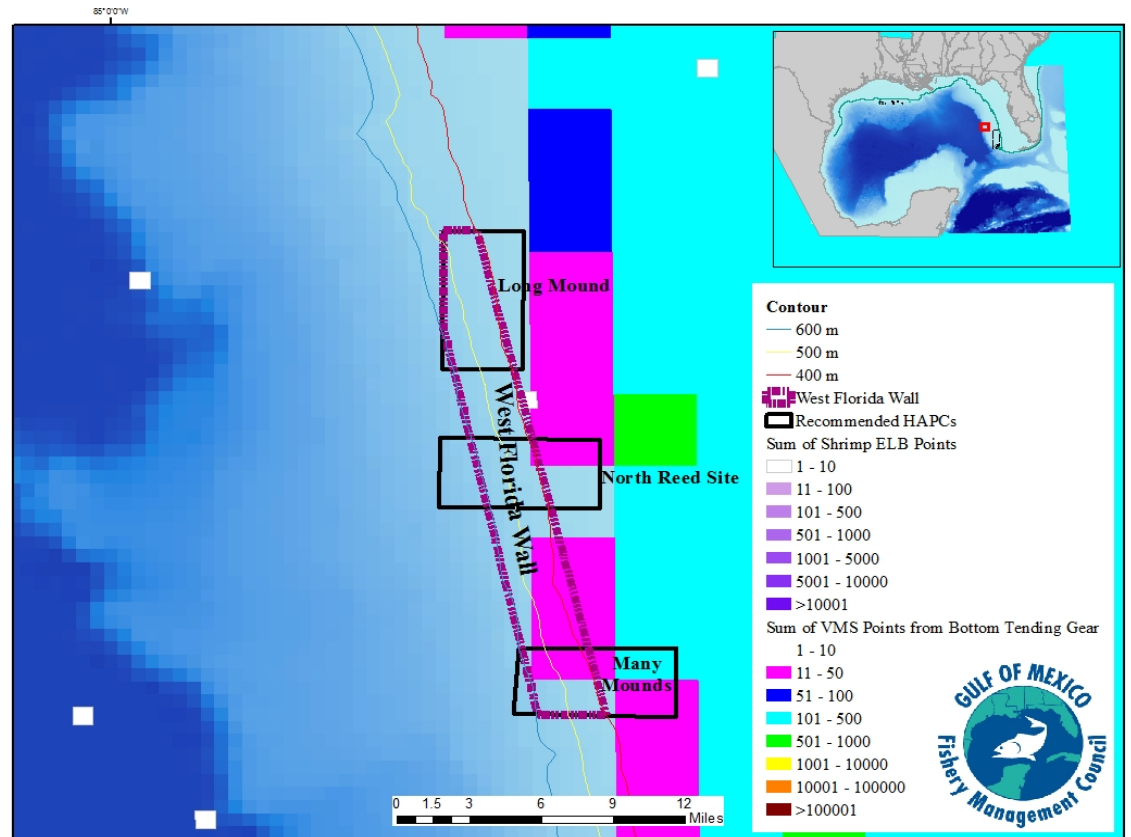 85°0'0"W
Long Mound
West Florida Wall
North Reed Site
Many
Mounds
0 1.5 3 6 9 12
Miles
Contour
600 m
500 m
400 m
West Florida Wall
Recommended HAPCs
Sum of Shrimp ELB Points
1 - 10
11 - 100
101 - 500
501 - 1000
1001 - 5000
5001 - 10000
>10001
Sum of VMS Points from Bottom Tending Gear
1 - 10
11 - 50
51 - 100
101 - 500
501 - 1000
1001 - 10000
10001 - 100000
>100001
GULF OF MEXICO
Fishery Management Council